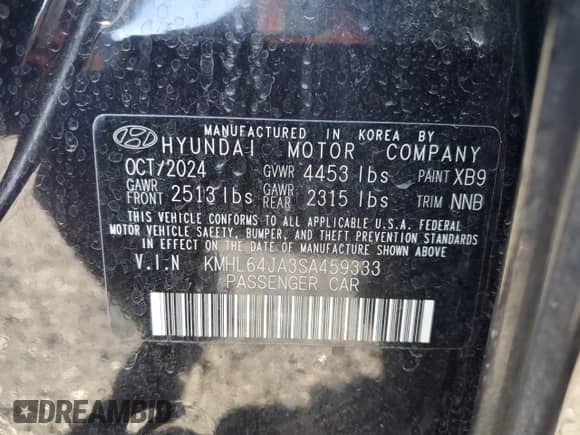 MANUFACTURED IN KOREA BY
HYUNDAI MOTOR COMPANY
OCT/2024 GVWR 4453 lbs PAINT XB9
GAWR FRONT 2513 lbs GAWR REAR 2315 lbs TRIM NNB
THIS VEHICLE CONFORMS TO ALL APPLICABLE U.S.A. FEDERAL
MOTOR VEHICLE SAFETY, BUMPER, AND THEFT PREVENTION STANDARDS
IN EFFECT ON THE DATE OF MANUFACTURE SHOWN ABOVE
V.I.N KMHL64JA3SA459333
PASSENGER CAR
DREAMBID